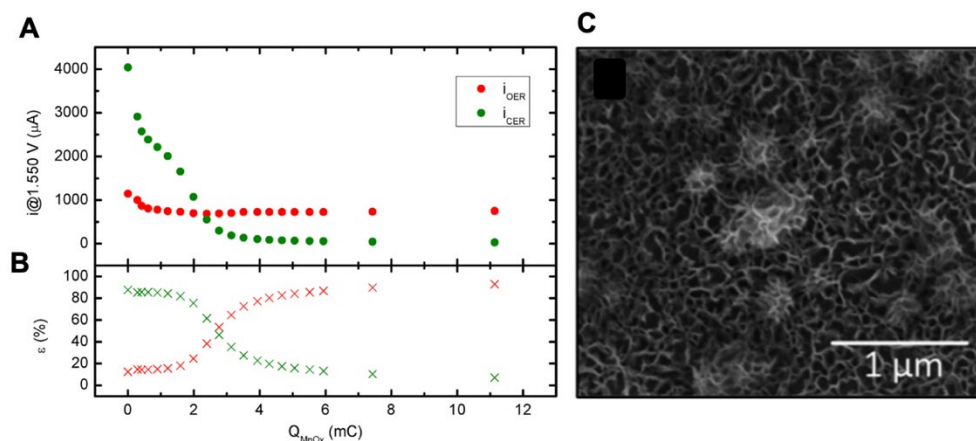 A
i@1.550 V (µA)
4000
3000
2000
1000
0
i_OER
i_CER
B
ε (%)
100
80
60
40
20
0
0 2 4 6 8 10 12
Q_MnOx (mC)
C
1 µm